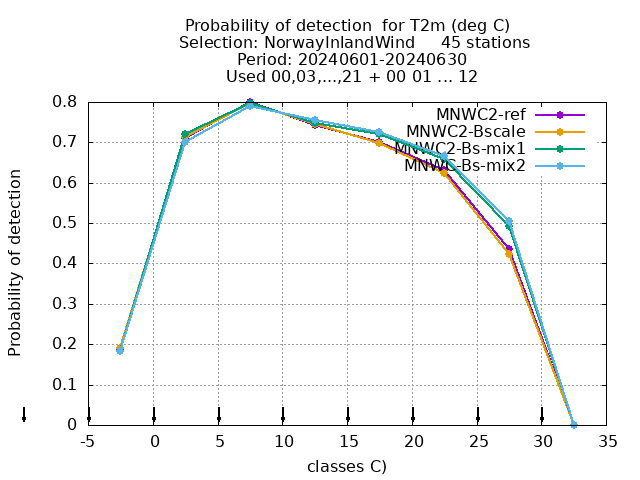 Probability of detection  for T2m (deg C)
Selection: NorwayInlandWind     45 stations
Period: 20240601-20240630
Used 00,03,...,21 + 00 01 ... 12
MNWC2-ref
MNWC2-Bscale
MNWC2-Bs-mix1
MNWC-Bs-mix2
Probability of detection
0.8
0.7
0.6
0.5
0.4
0.3
0.2
0.1
0
-5 0 5 10 15 20 25 30 35
classes C)